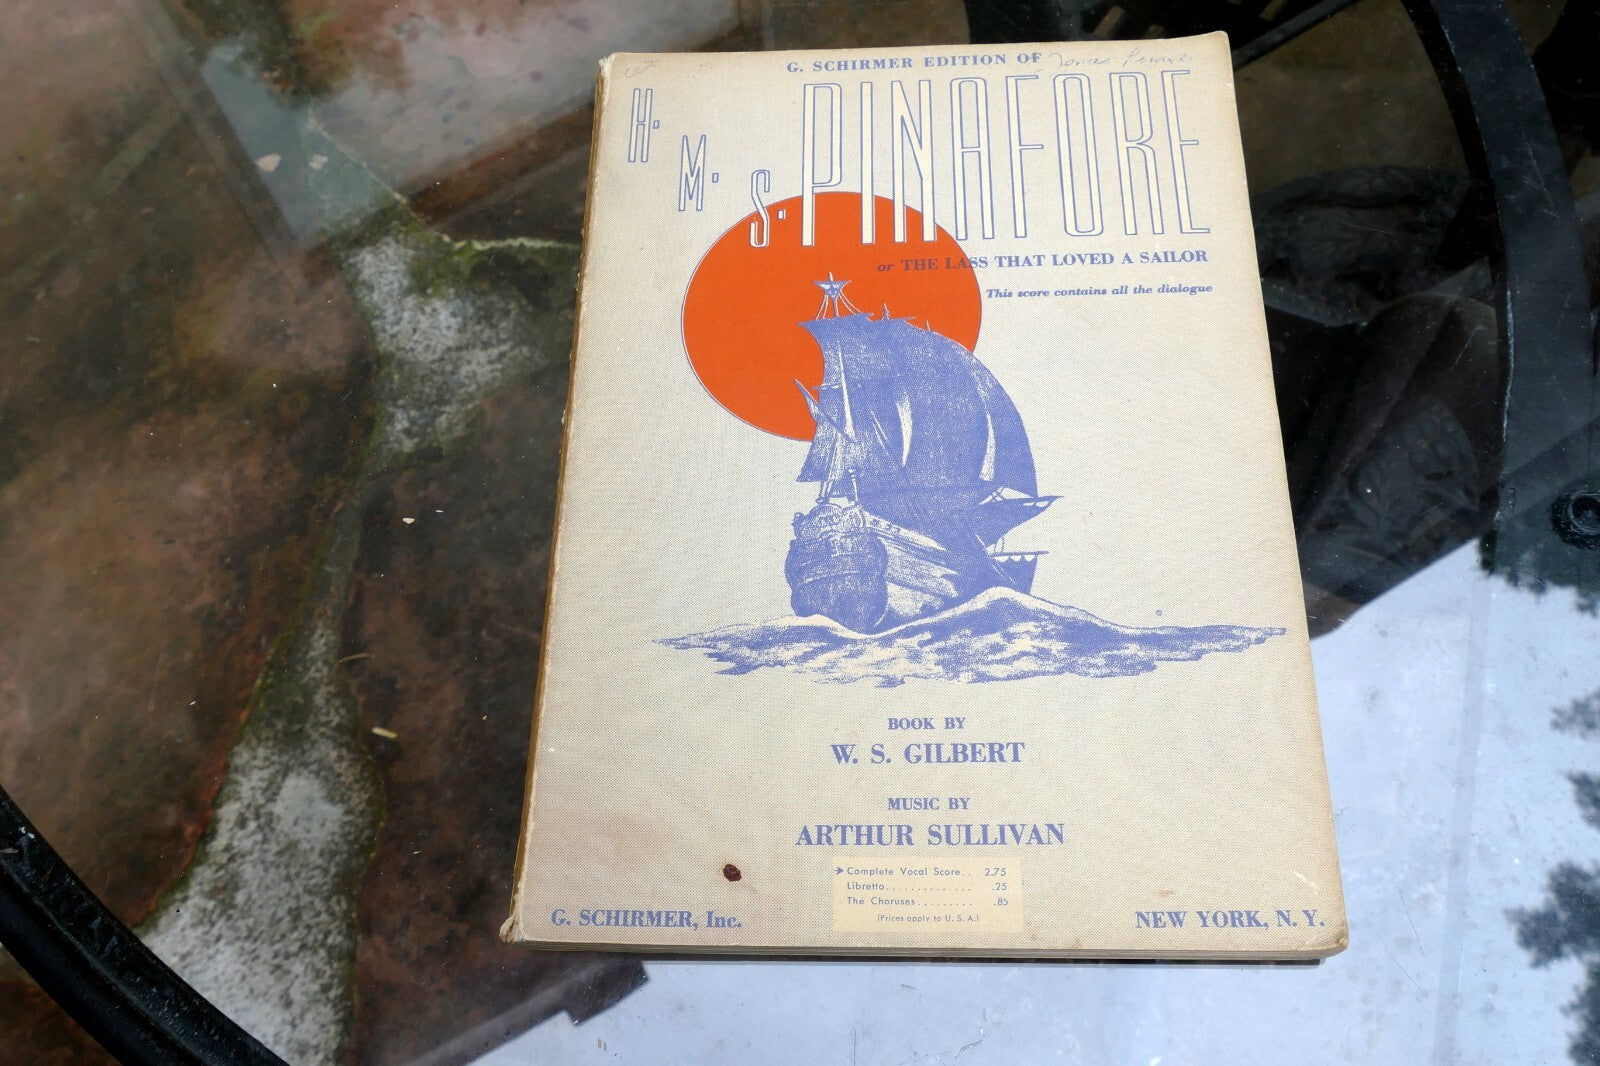 G. SCHIRMER EDITION OF
H. M. S. PINAFORE
or THE LASS THAT LOVED A SAILOR
This score contains all the dialogue
BOOK BY
W. S. GILBERT
MUSIC BY
ARTHUR SULLIVAN
Complete Vocal Score.. 2.75
Libretto.............. .25
The Choruses......... .85
(Prices apply to U. S. A.)
G. SCHIRMER, Inc. NEW YORK, N. Y.